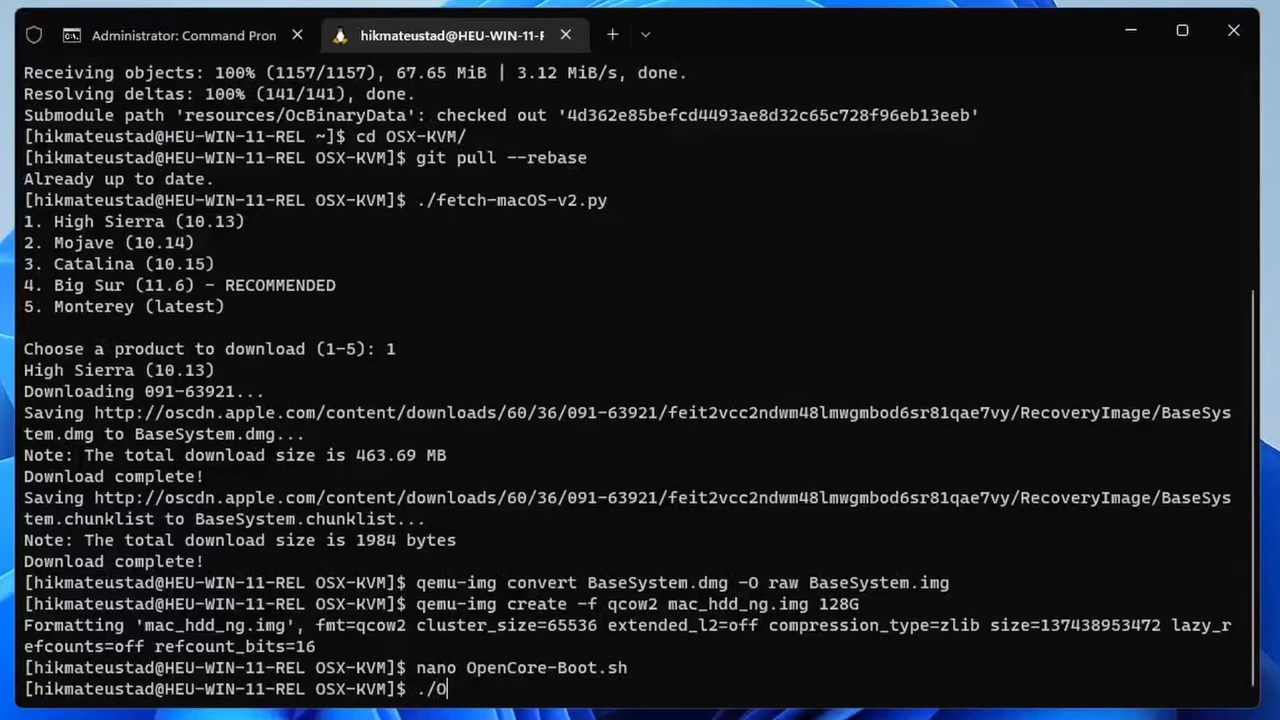 Administrator: Command Pron
hikmateustad@HEU-WIN-11-F
Receiving objects: 100% (1157/1157), 67.65 MiB | 3.12 MiB/s, done.
Resolving deltas: 100% (141/141), done.
Submodule path 'resources/OcBinaryData': checked out '4d362e85befcd4493ae8d32c65c728f96eb13eeb'
[hikmateustad@HEU-WIN-11-REL ~]$ cd OSX-KVM/
[hikmateustad@HEU-WIN-11-REL OSX-KVM]$ git pull --rebase
Already up to date.
[hikmateustad@HEU-WIN-11-REL OSX-KVM]$ ./fetch-macOS-v2.py
1. High Sierra (10.13)
2. Mojave (10.14)
3. Catalina (10.15)
4. Big Sur (11.6) - RECOMMENDED
5. Monterey (latest)
Choose a product to download (1-5): 1
High Sierra (10.13)
Downloading 091-63921...
Saving http://oscdn.apple.com/content/downloads/60/36/091-63921/feit2vcc2ndwm48lmwgmbod6sr81qae7vy/RecoveryImage/BaseSys
tem.dmg to BaseSystem.dmg...
Note: The total download size is 463.69 MB
Download complete!
Saving http://oscdn.apple.com/content/downloads/60/36/091-63921/feit2vcc2ndwm48lmwgmbod6sr81qae7vy/RecoveryImage/BaseSys
tem.chunklist to BaseSystem.chunklist...
Note: The total download size is 1984 bytes
Download complete!
[hikmateustad@HEU-WIN-11-REL OSX-KVM]$ qemu-img convert BaseSystem.dmg -O raw BaseSystem.img
[hikmateustad@HEU-WIN-11-REL OSX-KVM]$ qemu-img create -f qcow2 mac_hdd_ng.img 128G
Formatting 'mac_hdd_ng.img', fmt=qcow2 cluster_size=65536 extended_l2=off compression_type=zlib size=137438953472 lazy_r
efcounts=off refcount_bits=16
[hikmateustad@HEU-WIN-11-REL OSX-KVM]$ nano OpenCore-Boot.sh
[hikmateustad@HEU-WIN-11-REL OSX-KVM]$ ./O